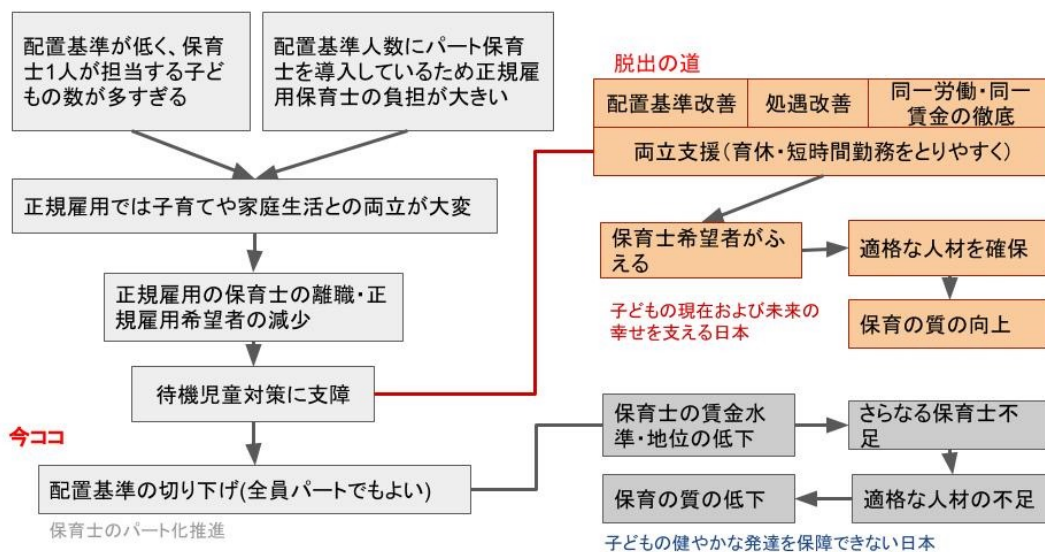 配置基準が低く、保育
士1人が担当する子ど
もの数が多すぎる
配置基準人数にパート保育
士を導入しているため正規雇
用保育士の負担が大きい
正規雇用では子育てや家庭生活との両立が大変
正規雇用の保育士の離職・正
規雇用希望者の減少
待機児童対策に支障
今ココ
配置基準の切り下げ(全員パートでもよい)
保育士のパート化推進
脱出の道
配置基準改善
処遇改善
同一労働・同一
賃金の徹底
両立支援(育休・短時間勤務をとりやすく)
保育士希望者がふ
える
適格な人材を確保
保育の質の向上
子どもの現在および未来の
幸せを支える日本
保育士の賃金水
準・地位の低下
さらなる保育士不
足
適格な人材の不足
保育の質の低下
子どもの健やかな発達を保障できない日本